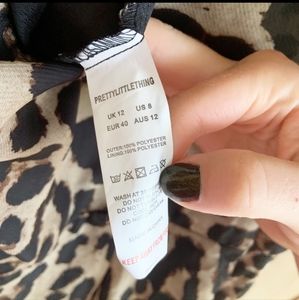 PRETTYLITTLETHING
UK 12 US 8
EUR 40 AUS 12
OUTER:100% POLYESTER
LINING:100% POLYESTER
WASH AT
DO NOT
DO NOT
KEEP AWAY FROM